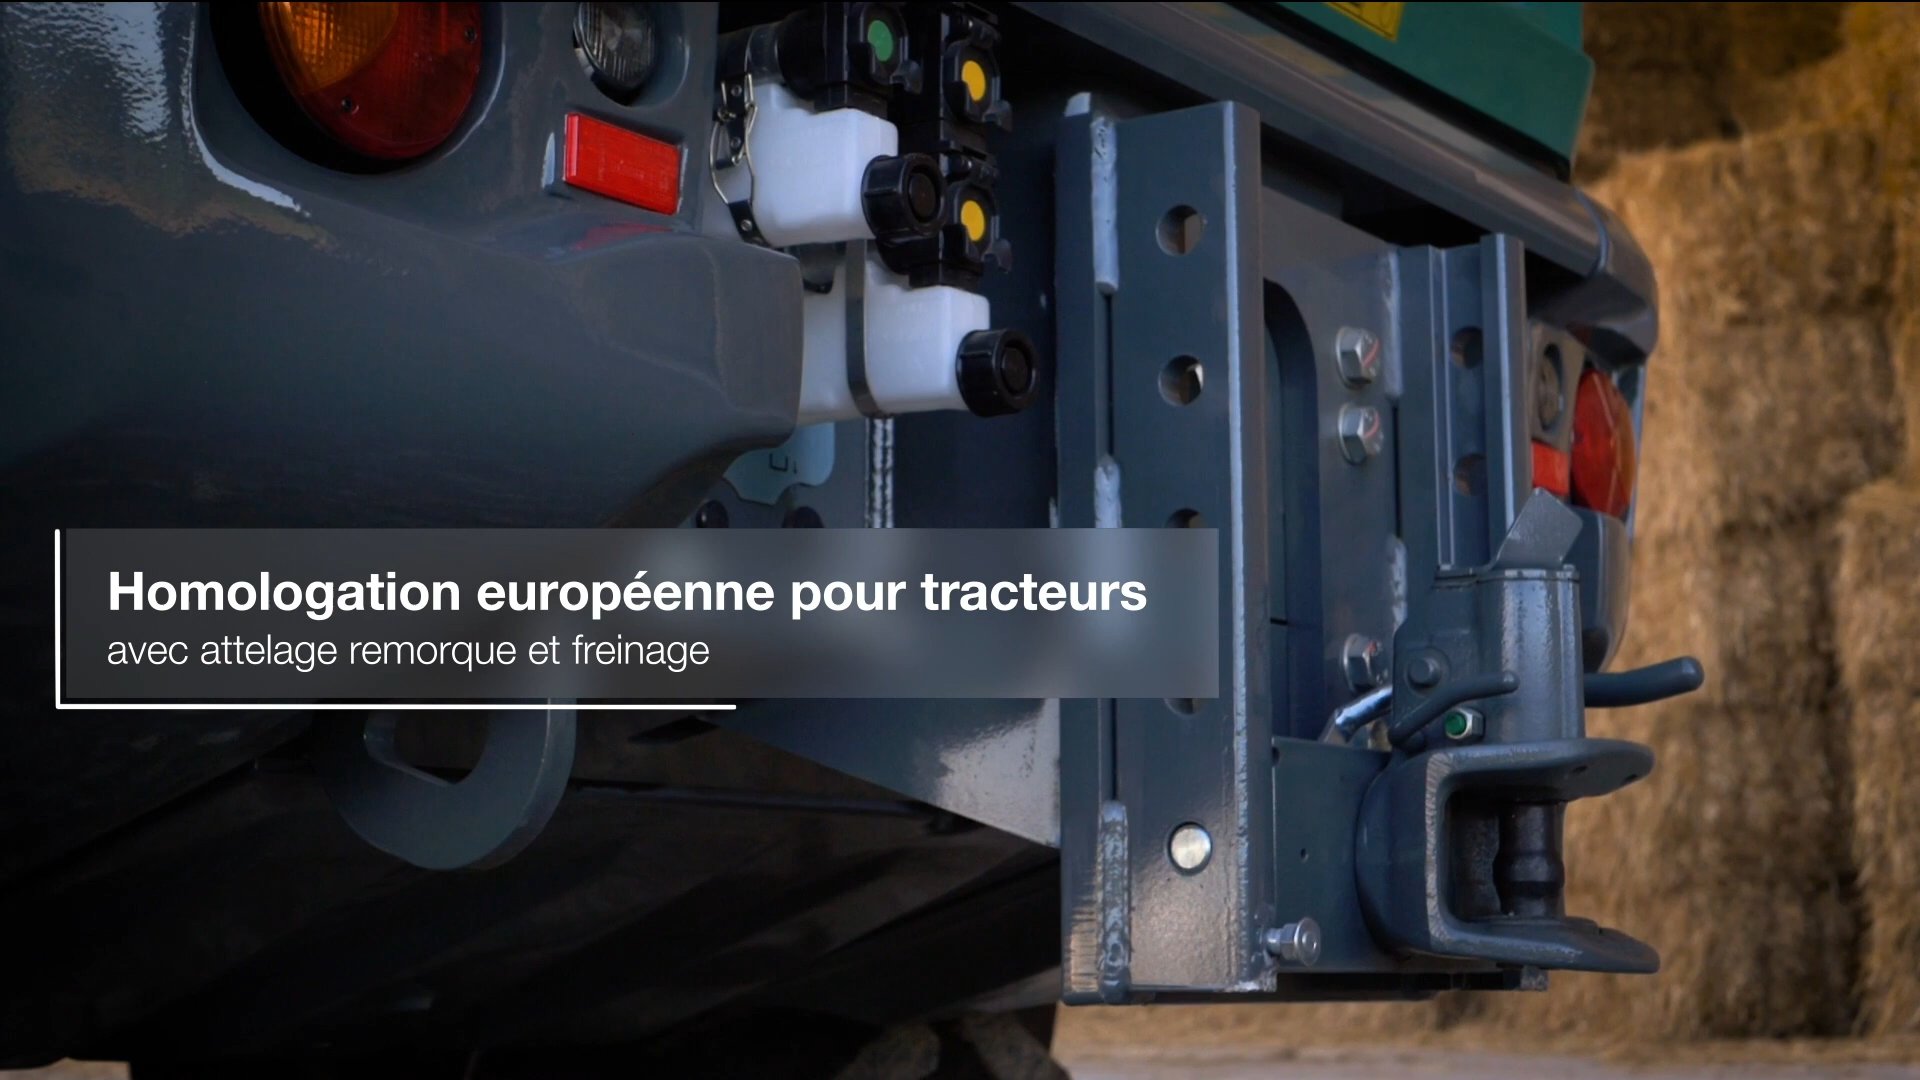 Homologation européenne pour tracteurs
avec attelage remorque et freinage